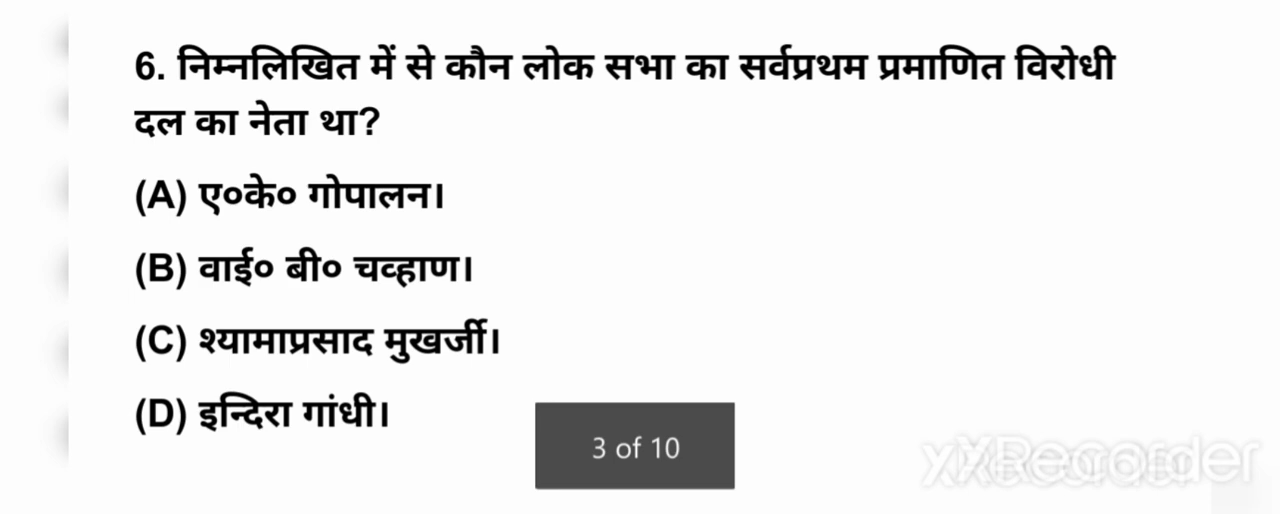 6. निम्नलिखित में से कौन लोक सभा का सर्वप्रथम प्रमाणित विरोधी
दल का नेता था?
(A) ए०के० गोपालन।
(B) वाई० बी० चव्हाण।
(C) श्यामाप्रसाद मुखर्जी।
(D) इन्दिरा गांधी।
3 of 10
XRecorder